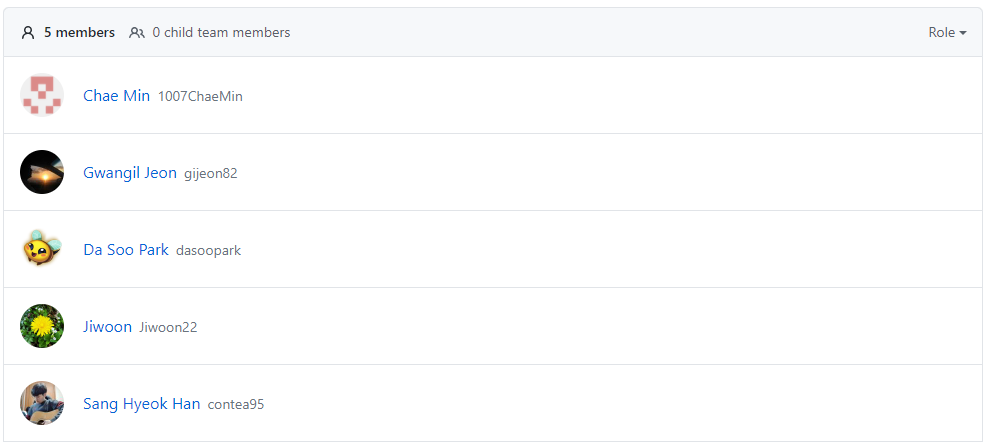 5 members 0 child team members Role
Chae Min 1007ChaeMin
Gwangil Jeon gijeon82
Da Soo Park dasoopark
Jiwoon Jiwoon22
Sang Hyeok Han contea95